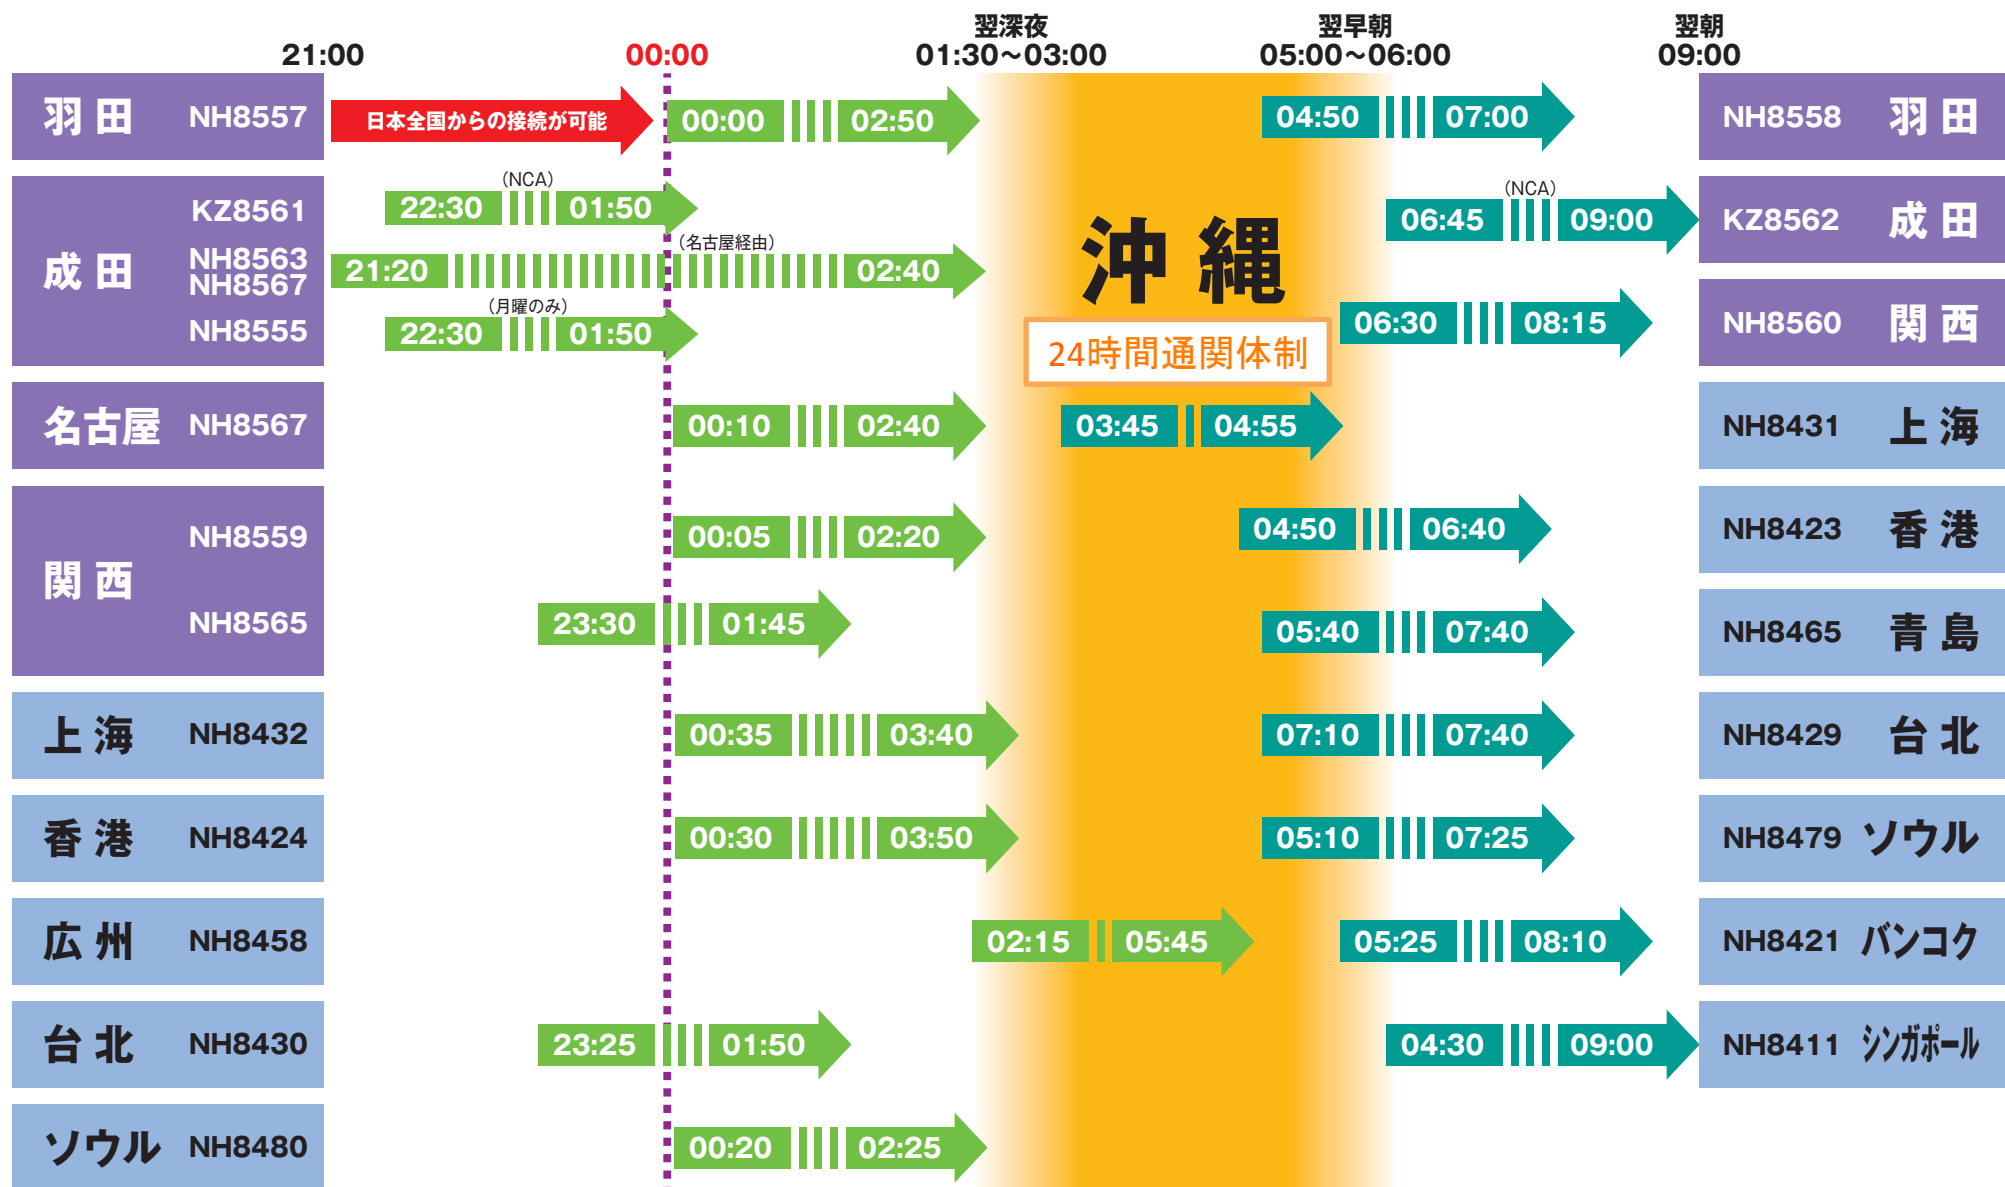 翌深夜 翌早朝 翌朝
21:00 00:00 01:30～03:00 05:00～06:00 09:00
羽田 NH8557 日本全国からの接続が可能 00:00 02:50 04:50 07:00 NH8558 羽田
(NCA)
KZ8561 22:30 01:50
(NCA)
06:45 09:00 KZ8562 成田
(名古屋経由)
成田 NH8563
NH8567 21:20 02:40
(月曜のみ)
NH8555 22:30 01:50
沖縄
24時間通関体制
06:30 08:15 NH8560 関西
名古屋 NH8567 00:10 02:40 03:45 04:55 NH8431 上海
関西
NH8559 00:05 02:20 04:50 06:40 NH8423 香港
NH8565 23:30 01:45 05:40 07:40 NH8465 青島
上海 NH8432 00:35 03:40 07:10 07:40 NH8429 台北
香港 NH8424 00:30 03:50 05:10 07:25 NH8479 ソウル
広州 NH8458 02:15 05:45 05:25 08:10 NH8421 バンコク
台北 NH8430 23:25 01:50 04:30 09:00 NH8411 シンガポール
ソウル NH8480 00:20 02:25